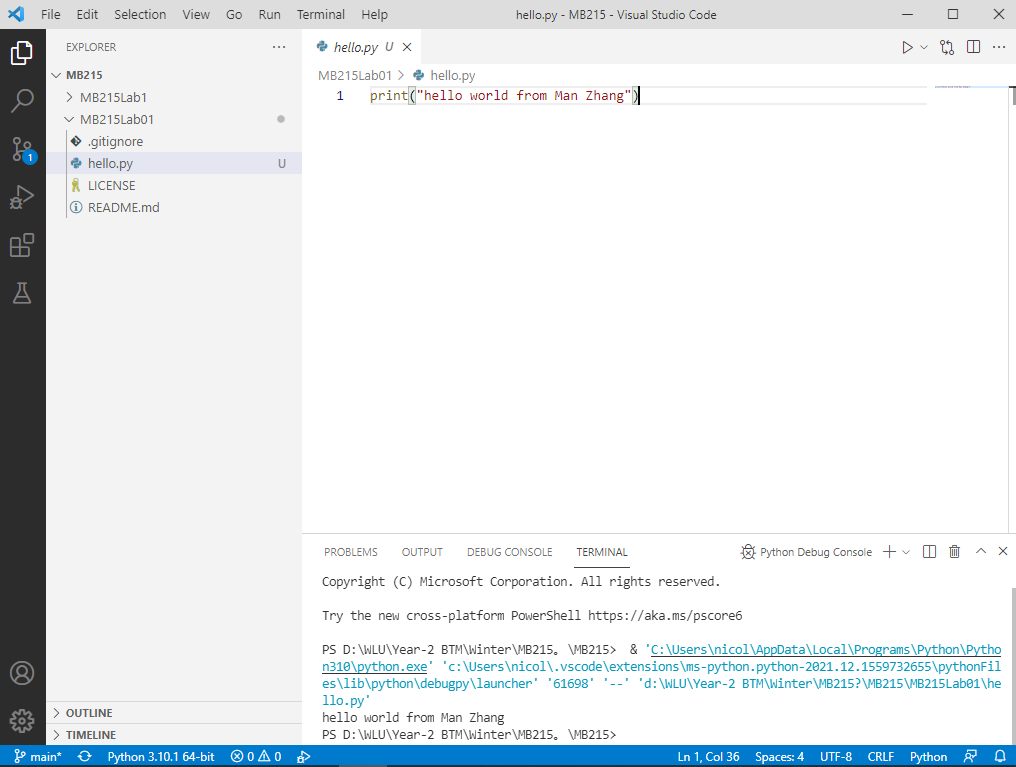 File Edit Selection View Go Run Terminal Help hello.py - MB215 - Visual Studio Code
EXPLORER
MB215
MB215Lab1
MB215Lab01
.gitignore
hello.py U
LICENSE
README.md
OUTLINE
TIMELINE
1
hello.py U
MB215Lab01 > hello.py
1 print("hello world from Man Zhang")
PROBLEMS OUTPUT DEBUG CONSOLE TERMINAL Python Debug Console
Copyright (C) Microsoft Corporation. All rights reserved.
Try the new cross-platform PowerShell https://aka.ms/pscore6
PS D:\WLU\Year-2 BTM\Winter\MB215。\MB215>  & 'C:\Users\nicol\AppData\Local\Programs\Python\Pytho
n310\python.exe' 'c:\Users\nicol\.vscode\extensions\ms-python.python-2021.12.1559732655\pythonFil
es\lib\python\debugpy\launcher' '61698' '--' 'd:\WLU\Year-2 BTM\Winter\MB215?\MB215\MB215Lab01\he
llo.py'
hello world from Man Zhang
PS D:\WLU\Year-2 BTM\Winter\MB215。\MB215>
main* Python 3.10.1 64-bit 0 0 Ln 1, Col 36 Spaces: 4 UTF-8 CRLF Python